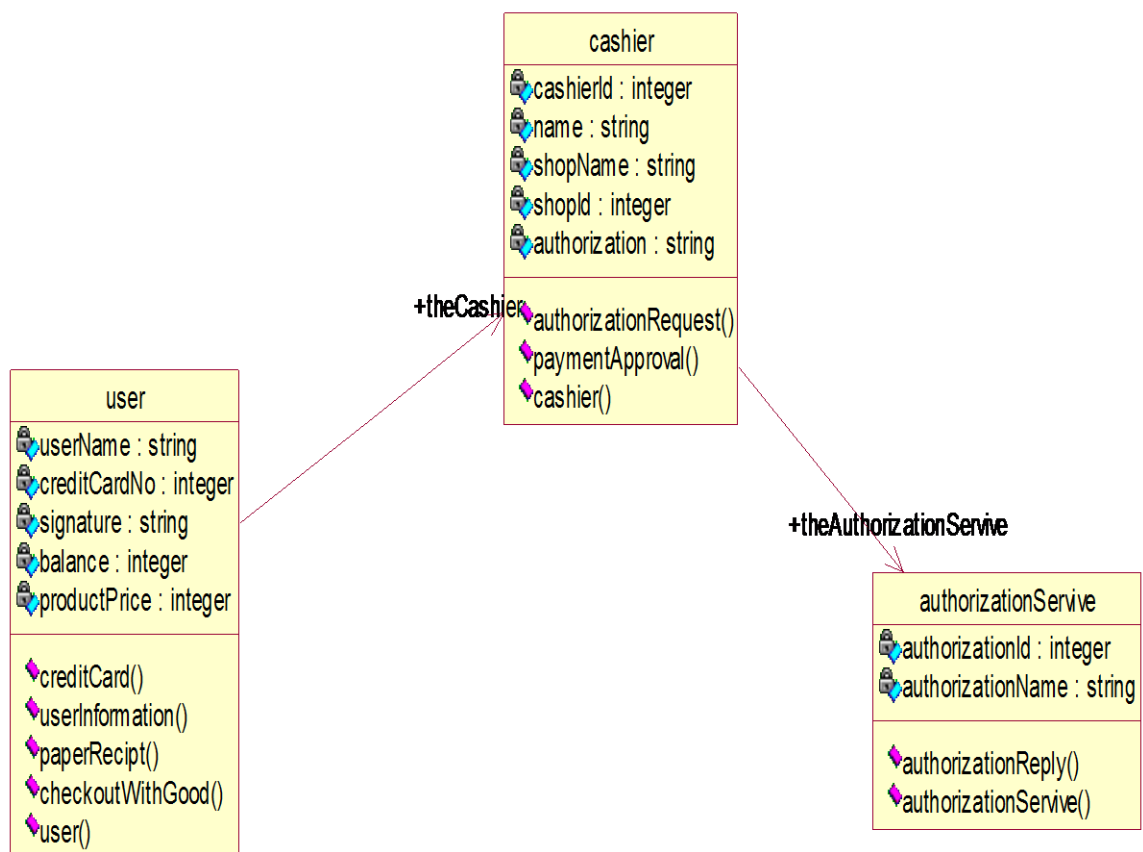 cashier
cashierId : integer
name : string
shopName : string
shopId : integer
authorization : string
authorizationRequest()
paymentApproval()
cashier()
+theCashier
user
userName : string
creditCardNo : integer
signature : string
balance : integer
productPrice : integer
creditCard()
userInformation()
paperRecipt()
checkoutWithGood()
user()
+theAuthorizationServive
authorizationServive
authorizationId : integer
authorizationName : string
authorizationReply()
authorizationServive()